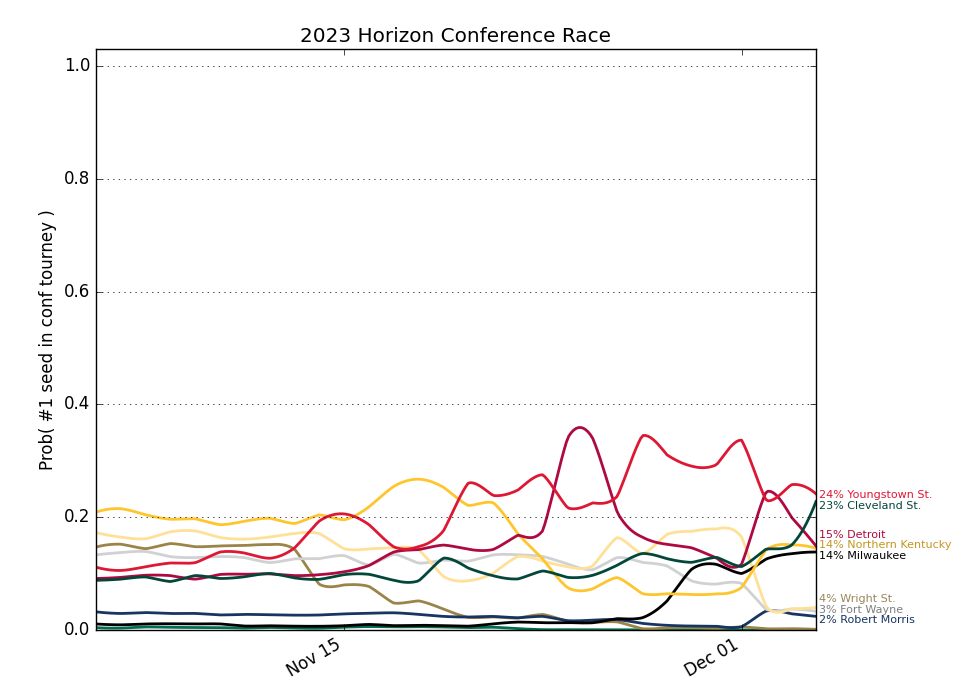 2023 Horizon Conference Race
Prob( #1 seed in conf tourney )
1.0
0.8
0.6
0.4
0.2
0.0
Nov 15
Dec 01
24% Youngstown St.
23% Cleveland St.
15% Detroit
14% Northern Kentucky
14% Milwaukee
4% Wright St.
3% Fort Wayne
2% Robert Morris